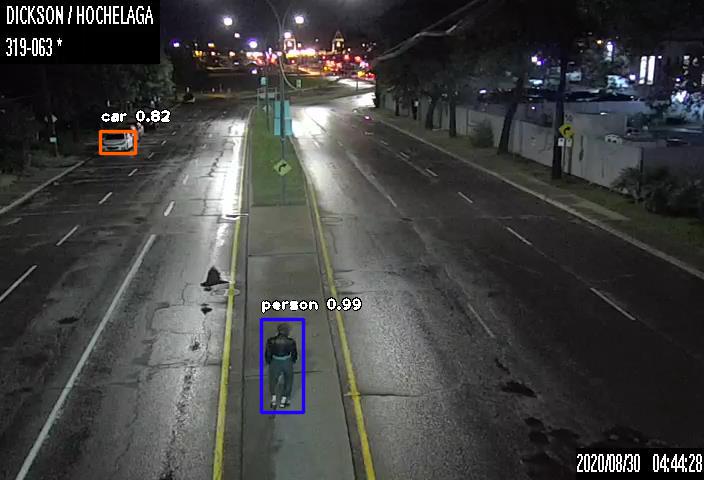 DICKSON / HOCHELAGA
319-063 *
car 0.82
person 0.99
2020/08/30 04:44:28